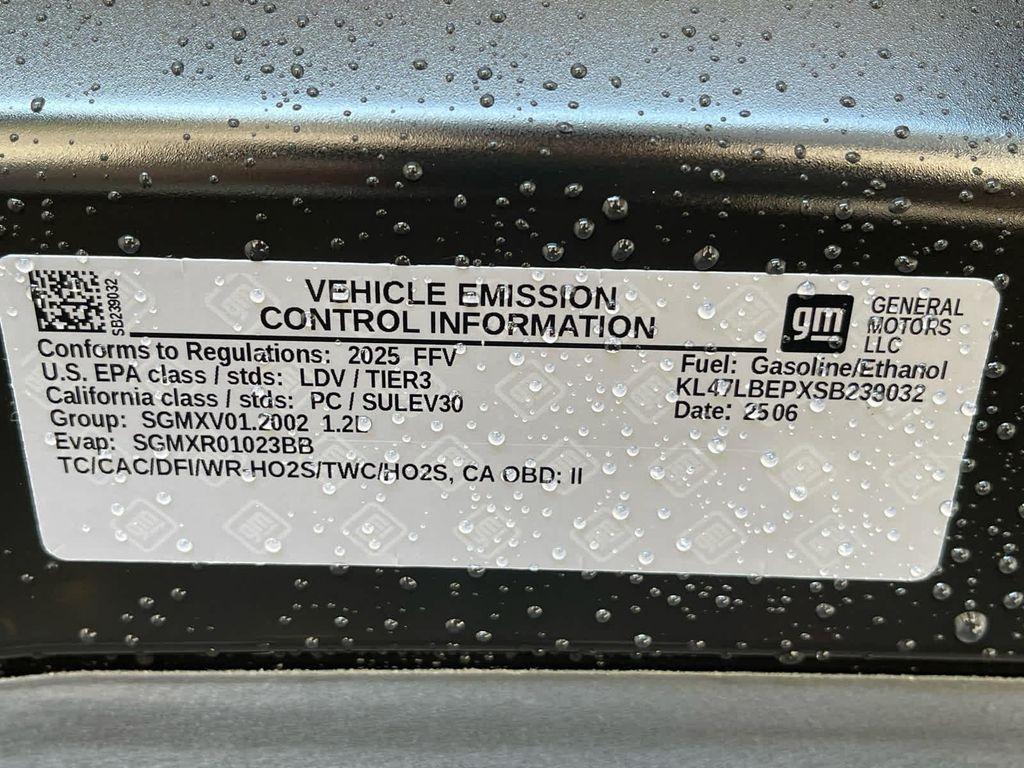 SB239032
VEHICLE EMISSION
CONTROL INFORMATION
gm
GENERAL
MOTORS
LLC
Conforms to Regulations: 2025 FFV
U.S. EPA class / stds: LDV / TIER3
California class / stds: PC / SULEV30
Group: SGMXV01.2002 1.2L
Evap: SGMXR01023BB
TC/CAC/DFI/WR-HO2S/TWC/HO2S, CA OBD: II
Fuel: Gasoline/Ethanol
KL47LBEPXSB239032
Date: 2506